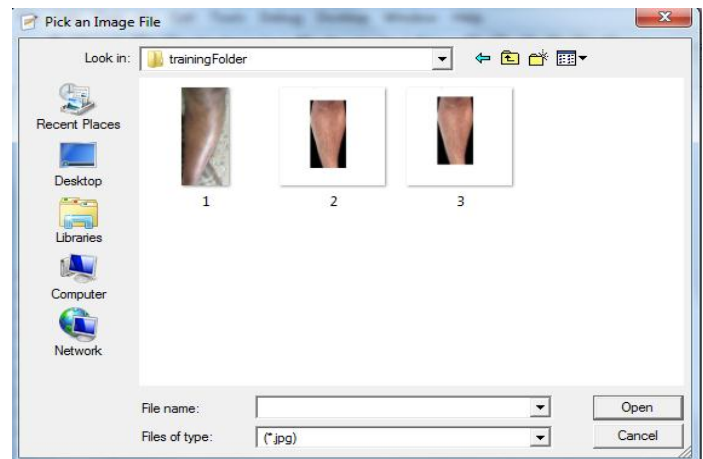 Pick an Image File
Look in:
trainingFolder
Recent Places
Desktop
Libraries
Computer
Network
1
2
3
File name:
Open
Files of type:
(*.jpg)
Cancel